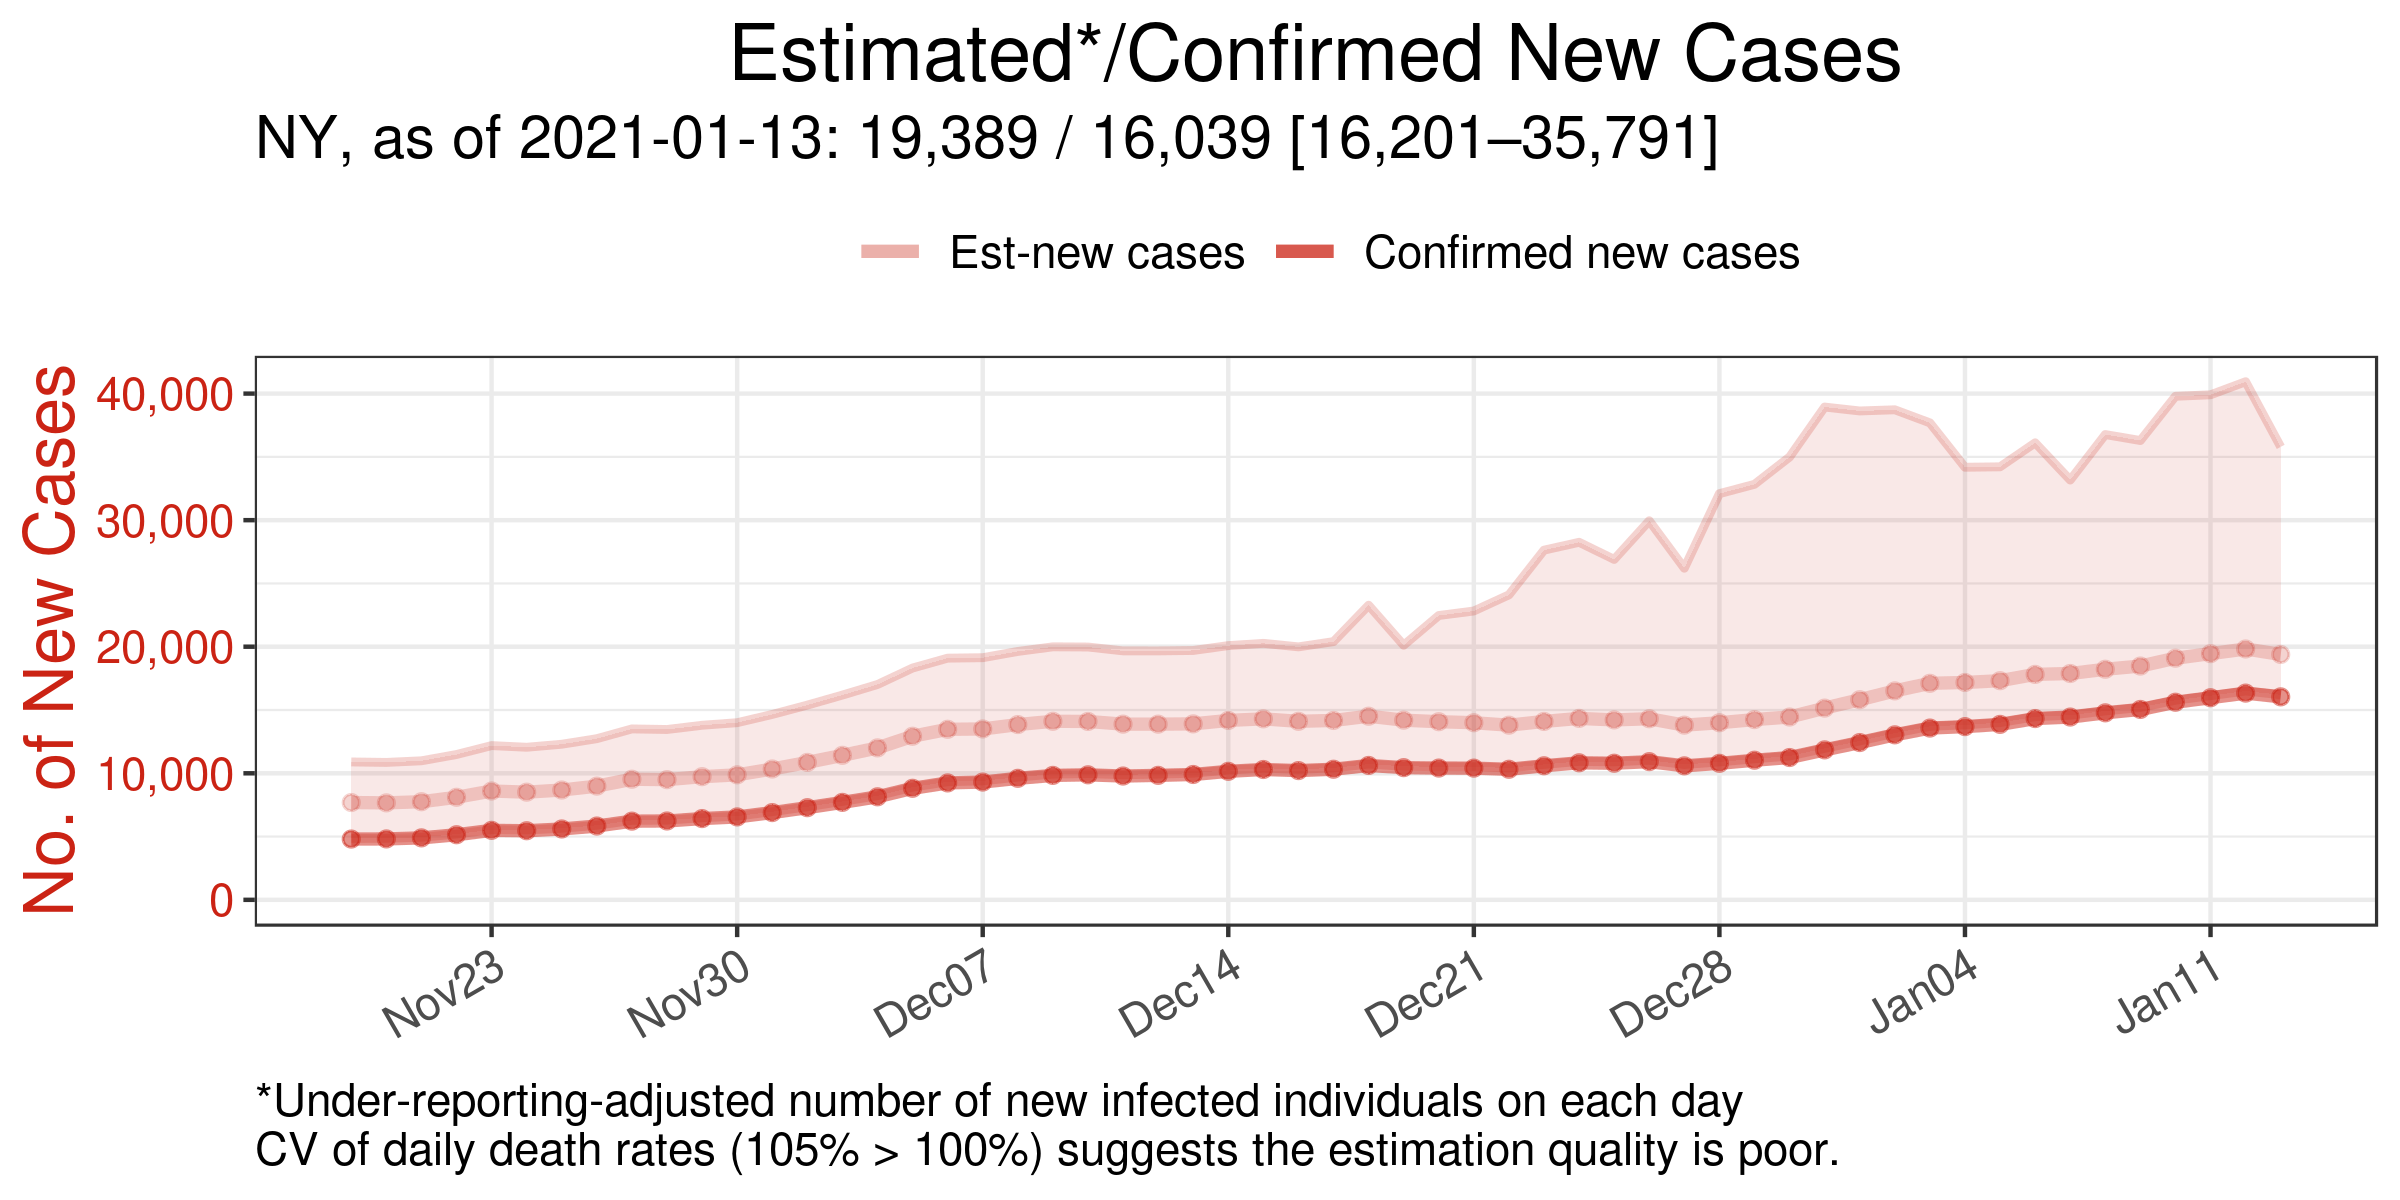 Estimated*/Confirmed New Cases
NY, as of 2021-01-13: 19,389 / 16,039 [16,201–35,791]
Est-new cases
Confirmed new cases
No. of New Cases
40,000
30,000
20,000
10,000
0
Nov23
Nov30
Dec07
Dec14
Dec21
Dec28
Jan04
Jan11
*Under-reporting-adjusted number of new infected individuals on each day
CV of daily death rates (105% > 100%) suggests the estimation quality is poor.